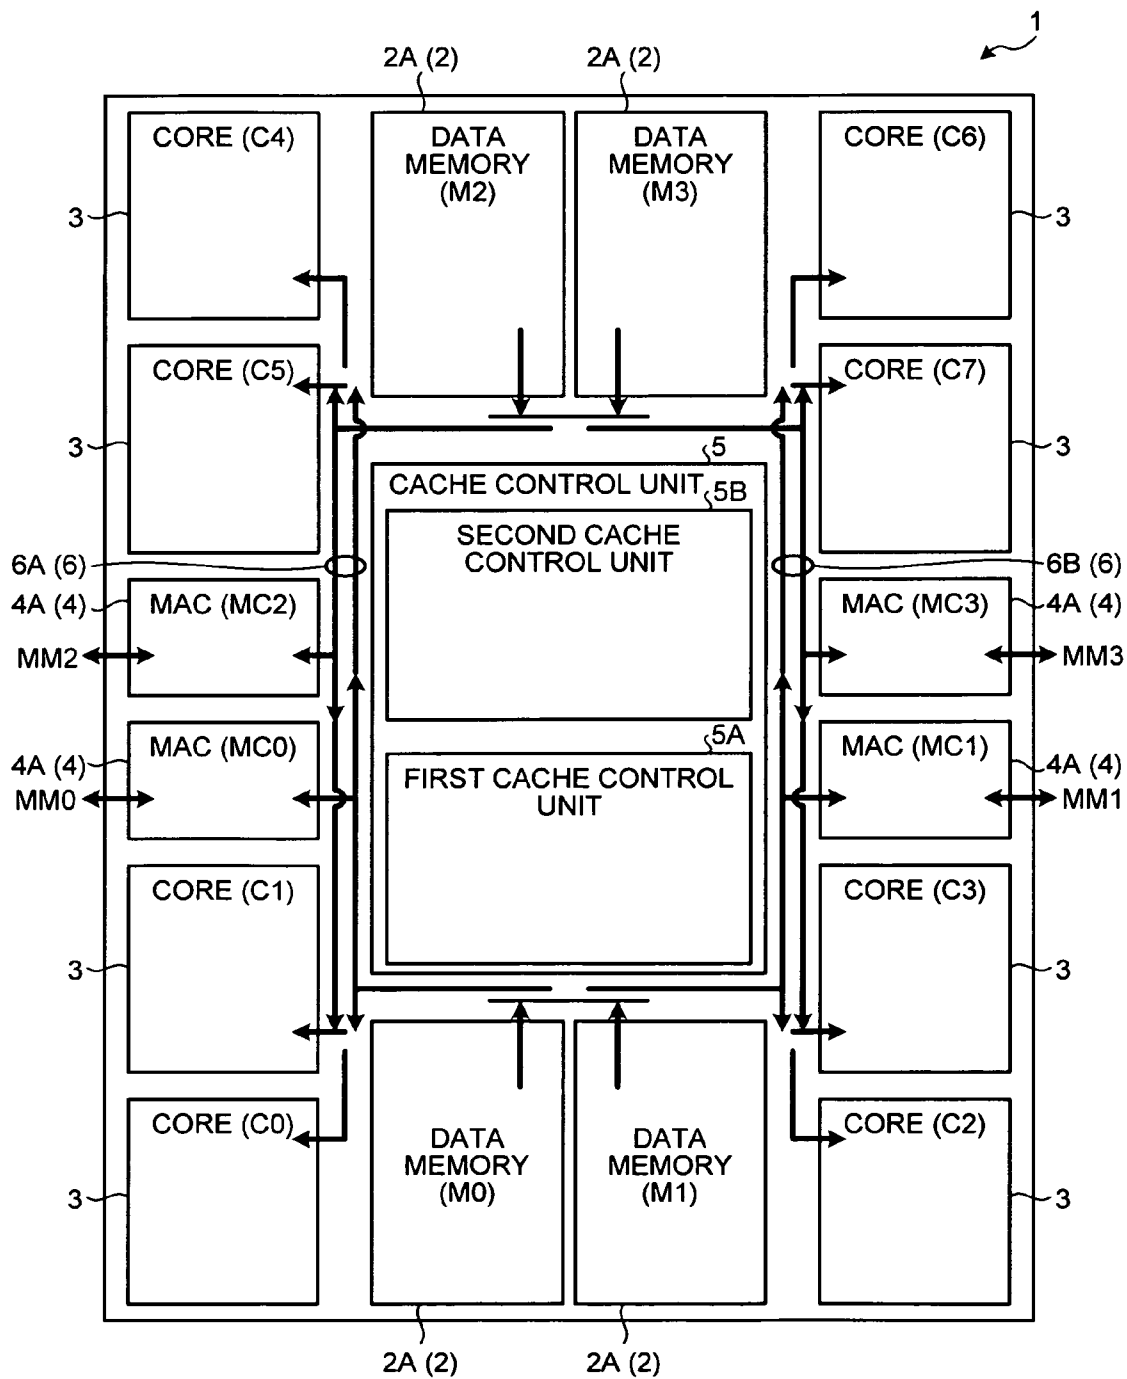 1
2A (2)
2A (2)
CORE (C4)
DATA
MEMORY
(M2)
DATA
MEMORY
(M3)
CORE (C6)
3
3
CORE (C5)
CORE (C7)
3
3
5
CACHE CONTROL UNIT
5B
SECOND CACHE
CONTROL UNIT
6A (6)
6B (6)
4A (4)
MAC (MC2)
MAC (MC3)
4A (4)
MM2
MM3
5A
MAC (MC0)
MAC (MC1)
4A (4)
4A (4)
FIRST CACHE CONTROL
UNIT
MM0
MM1
CORE (C1)
CORE (C3)
3
3
CORE (C0)
CORE (C2)
DATA
MEMORY
(M0)
DATA
MEMORY
(M1)
3
3
2A (2)
2A (2)